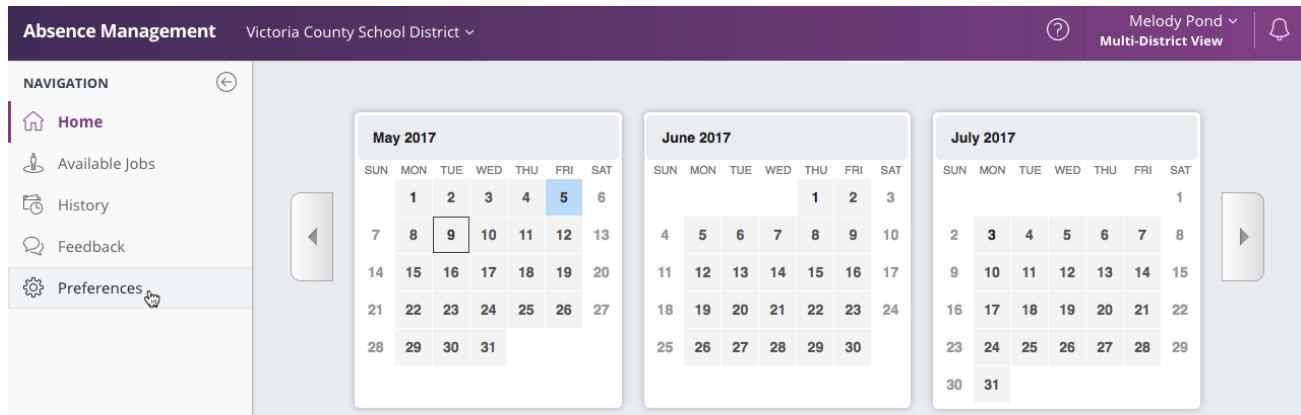 Absence Management Victoria County School District
Melody Pond
Multi-District View
NAVIGATION
Home
Available Jobs
History
Feedback
Preferences
May 2017
SUN MON TUE WED THU FRI SAT
1 2 3 4 5 6
7 8 9 10 11 12 13
14 15 16 17 18 19 20
21 22 23 24 25 26 27
28 29 30 31
June 2017
SUN MON TUE WED THU FRI SAT
1 2 3
4 5 6 7 8 9 10
11 12 13 14 15 16 17
18 19 20 21 22 23 24
25 26 27 28 29 30
July 2017
SUN MON TUE WED THU FRI SAT
1
2 3 4 5 6 7 8
9 10 11 12 13 14 15
16 17 18 19 20 21 22
23 24 25 26 27 28 29
30 31